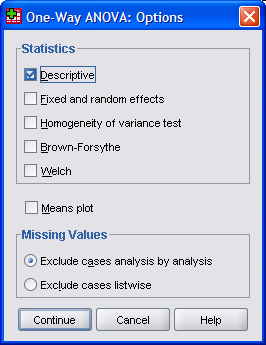 One-Way ANOVA: Options
Statistics
Descriptive
Fixed and random effects
Homogeneity of variance test
Brown-Forsythe
Welch
Means plot
Missing Values
Exclude cases analysis by analysis
Exclude cases listwise
Continue Cancel Help